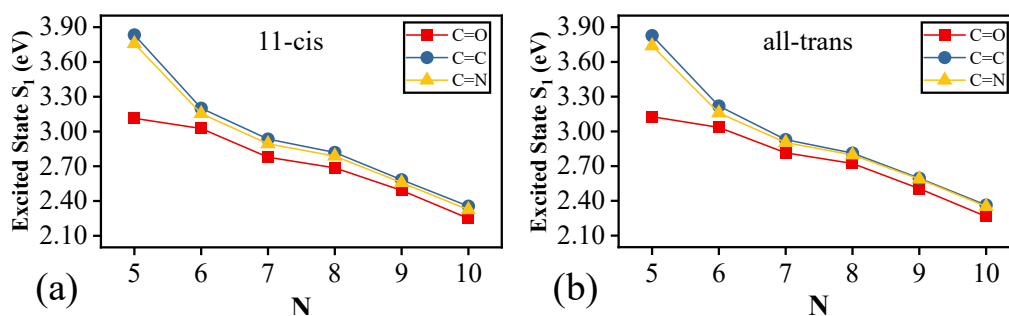 Excited State S₁ (eV)
3.90
3.60
3.30
3.00
2.70
2.40
2.10
11-cis
C=O
C=C
C=N
5 6 7 8 9 10
N
(a)
Excited State S₁ (eV)
3.90
3.60
3.30
3.00
2.70
2.40
2.10
all-trans
C=O
C=C
C=N
5 6 7 8 9 10
N
(b)